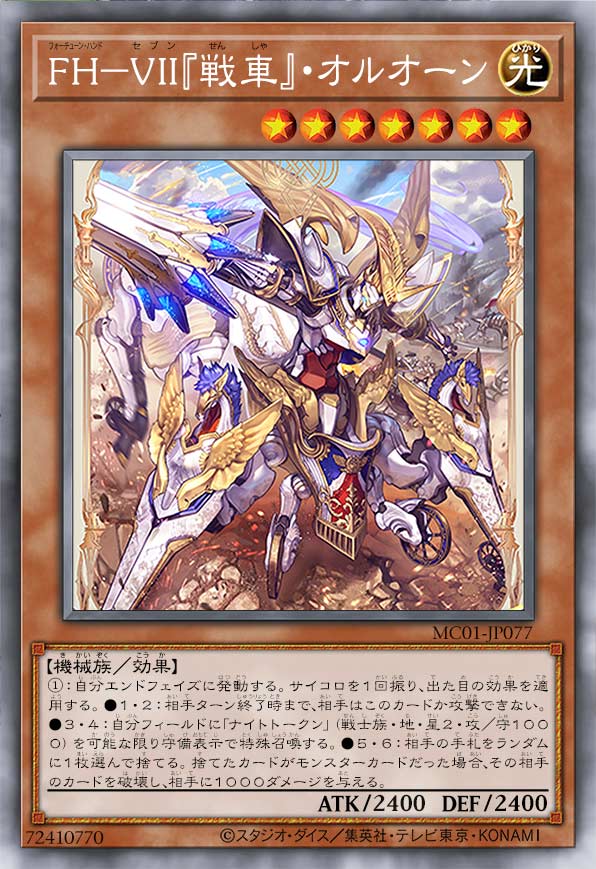 フォーチューン・ハンド セブン せんしゃ
FH－VII『戦車』・オルオーン
ひかり
光
MC01-JP077
【機械族／効果】
①：自分エンドフェイズに発動する。サイコロを１回振り、出た目の効果を適
用する。●１・２：相手ターン終了時まで、相手はこのカードか攻撃できない。
●３・４：自分フィールドに「ナイトトークン」（戦士族・地・星２・攻／守１００
０）を可能な限り守備表示で特殊召喚する。●５・６：相手の手札をランダム
に１枚選んで捨てる。捨てたカードがモンスターカードだった場合、その相手
のカードを破壊し、相手に１０００ダメージを与える。
ATK/2400 DEF/2400
72410770
©スタジオ・ダイス／集英社・テレビ東京・KONAMI